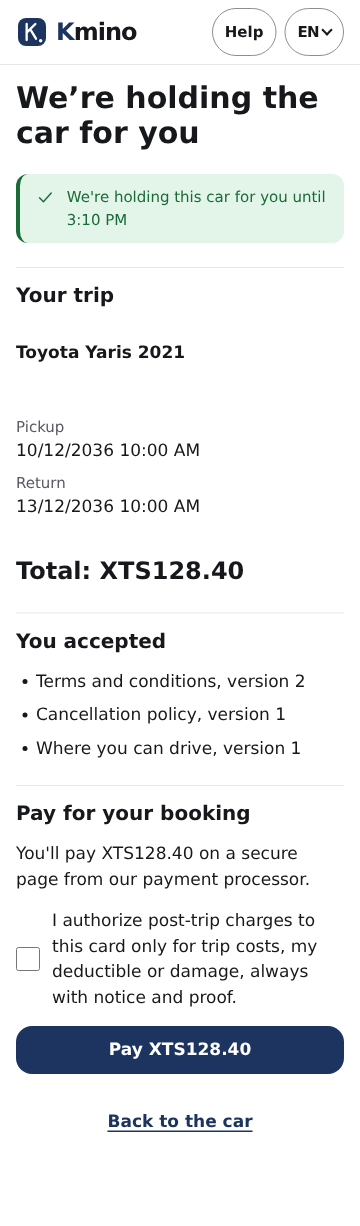 Kmino
Help
EN
We’re holding the
car for you
We're holding this car for you until
3:10 PM
Your trip
Toyota Yaris 2021
Pickup
10/12/2036 10:00 AM
Return
13/12/2036 10:00 AM
Total: XTS128.40
You accepted
• Terms and conditions, version 2
• Cancellation policy, version 1
• Where you can drive, version 1
Pay for your booking
You'll pay XTS128.40 on a secure
page from our payment processor.
I authorize post-trip charges to
this card only for trip costs, my
deductible or damage, always
with notice and proof.
Pay XTS128.40
Back to the car